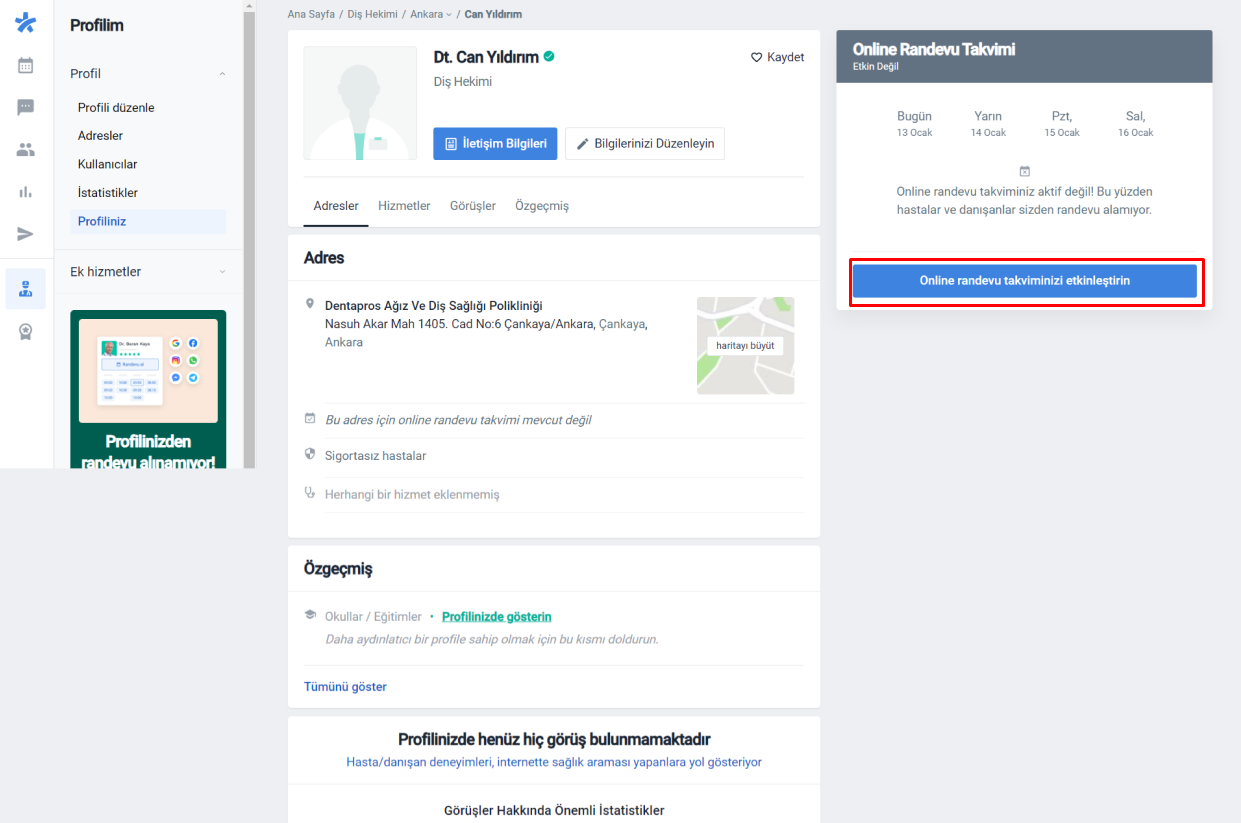 Profilim
Profil
Profili düzenle
Adresler
Kullanıcılar
İstatistikler
Profiliniz
Ek hizmetler
Dr. Baran Kaya
Randevu al
Profilinizden
randevu alınamıyor!
Ana Sayfa / Diş Hekimi / Ankara / Can Yıldırım
Dt. Can Yıldırım
Kaydet
Diş Hekimi
İletişim Bilgileri
Bilgilerinizi Düzenleyin
Adresler Hizmetler Görüşler Özgeçmiş
Adres
Dentapros Ağız Ve Diş Sağlığı Polikliniği
Nasuh Akar Mah 1405. Cad No:6 Çankaya/Ankara, Çankaya,
Ankara
haritayı büyüt
Bu adres için online randevu takvimi mevcut değil
Sigortasız hastalar
Herhangi bir hizmet eklenmemiş
Özgeçmiş
Okullar / Eğitimler • Profilinizde gösterin
Daha aydınlatıcı bir profile sahip olmak için bu kısmı doldurun.
Tümünü göster
Profilinizde henüz hiç görüş bulunmamaktadır
Hasta/danışan deneyimleri, internette sağlık araması yapanlara yol gösteriyor
Görüşler Hakkında Önemli İstatistikler
Online Randevu Takvimi
Etkin Değil
Bugün Yarın Pzt, Sal,
13 Ocak 14 Ocak 15 Ocak 16 Ocak
Online randevu takviminiz aktif değil! Bu yüzden
hastalar ve danışanlar sizden randevu alamıyor.
Online randevu takviminizi etkinleştirin